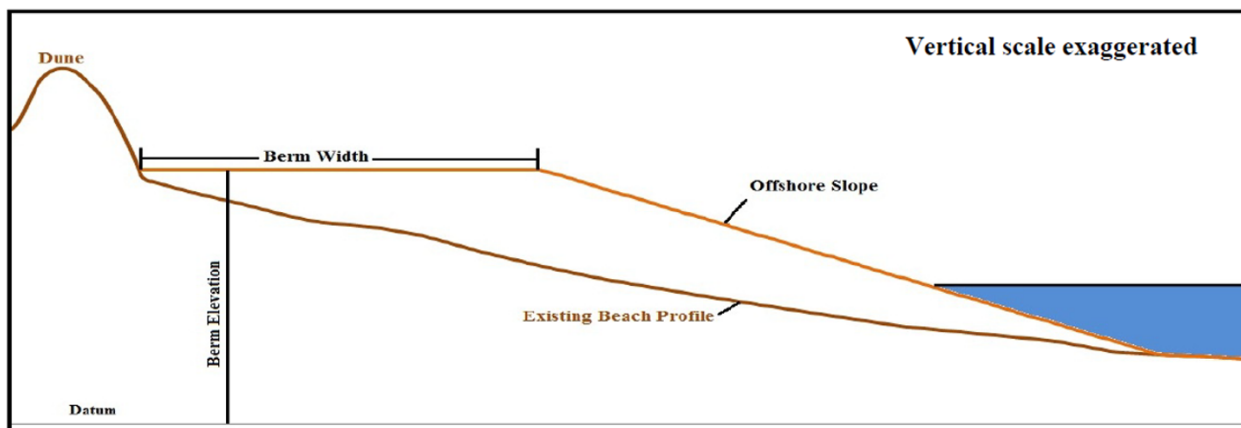 Vertical scale exaggerated
Dune
Berm Width
Offshore Slope
Berm Elevation
Existing Beach Profile
Datum